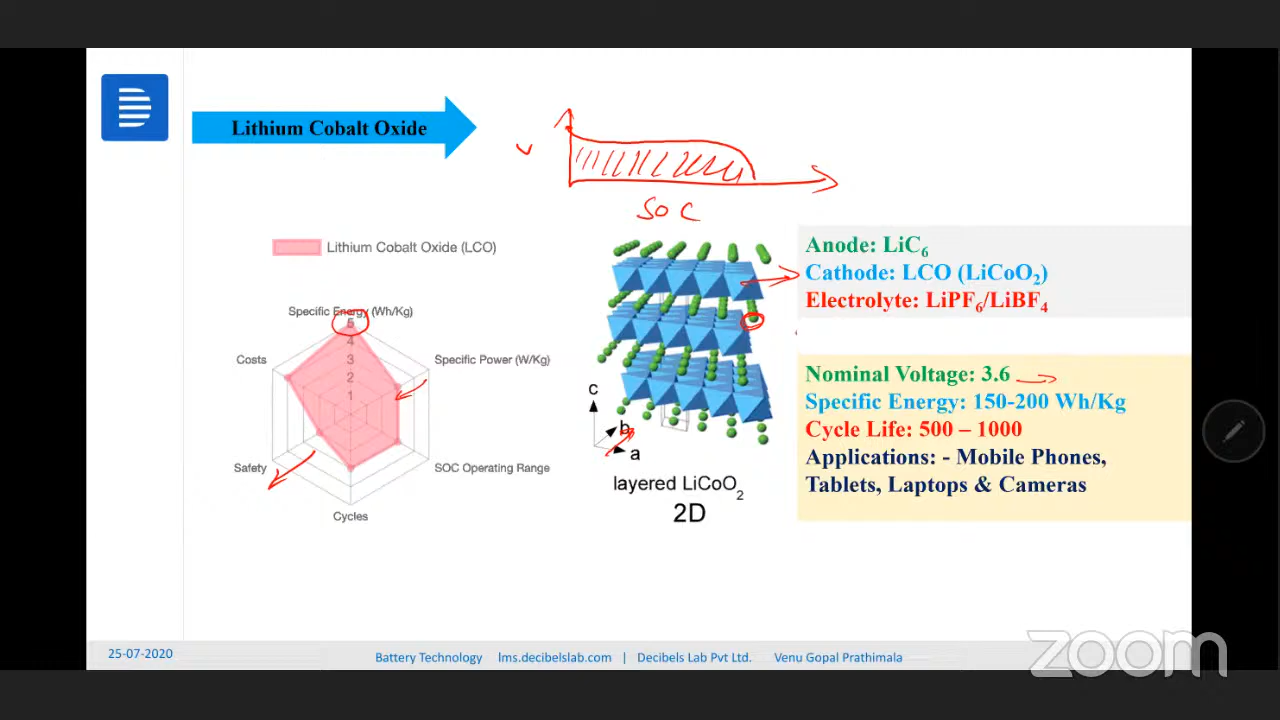 Lithium Cobalt Oxide
V
SOC
Lithium Cobalt Oxide (LCO)
Specific Energy (Wh/Kg)
Costs
Specific Power (W/Kg)
5
4
3
2
1
Safety
SOC Operating Range
Cycles
c
b
a
layered LiCoO₂
2D
Anode: LiC₆
Cathode: LCO (LiCoO₂)
Electrolyte: LiPF₆/LiBF₄
Nominal Voltage: 3.6
Specific Energy: 150-200 Wh/Kg
Cycle Life: 500 – 1000
Applications: - Mobile Phones,
Tablets, Laptops & Cameras
25-07-2020
Battery Technology lms.decibelslab.com | Decibels Lab Pvt Ltd. Venu Gopal Prathimala
zoom